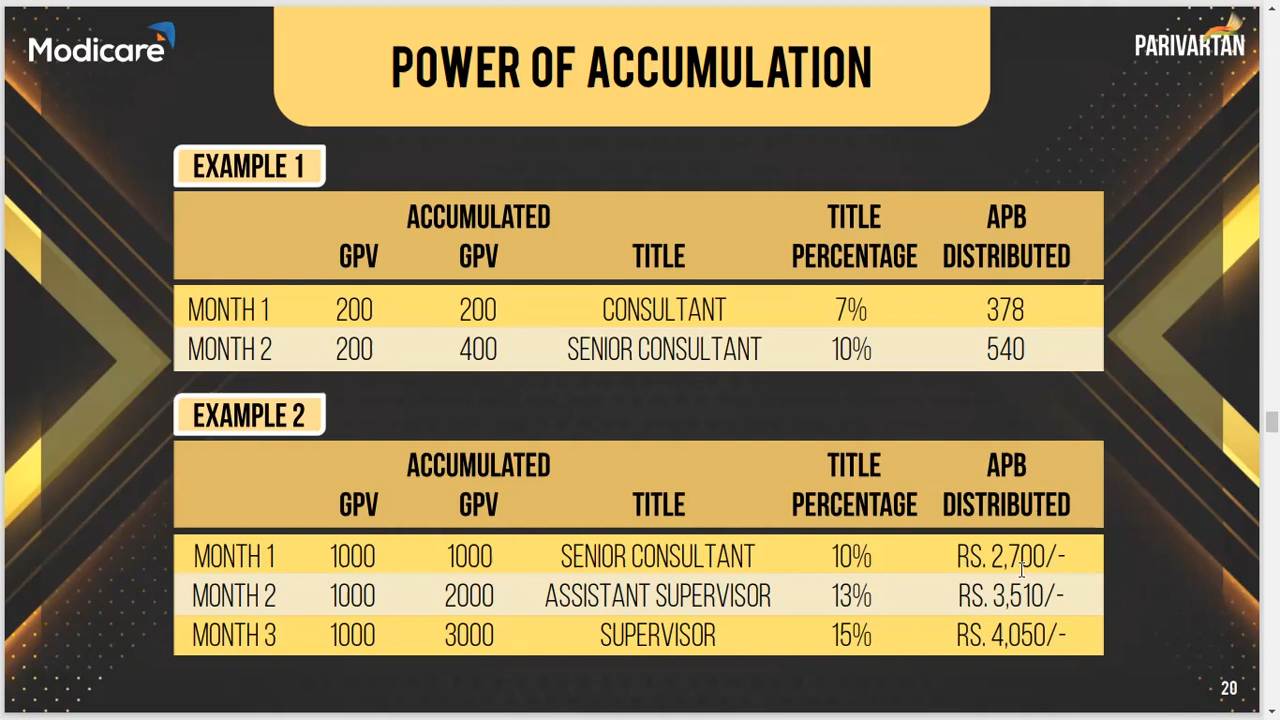 Modicare
PARIVARTAN
POWER OF ACCUMULATION
EXAMPLE 1
GPV ACCUMULATED GPV TITLE TITLE PERCENTAGE APB DISTRIBUTED
MONTH 1 200 200 CONSULTANT 7% 378
MONTH 2 200 400 SENIOR CONSULTANT 10% 540
EXAMPLE 2
GPV ACCUMULATED GPV TITLE TITLE PERCENTAGE APB DISTRIBUTED
MONTH 1 1000 1000 SENIOR CONSULTANT 10% RS. 2,700/-
MONTH 2 1000 2000 ASSISTANT SUPERVISOR 13% RS. 3,510/-
MONTH 3 1000 3000 SUPERVISOR 15% RS. 4,050/-
20